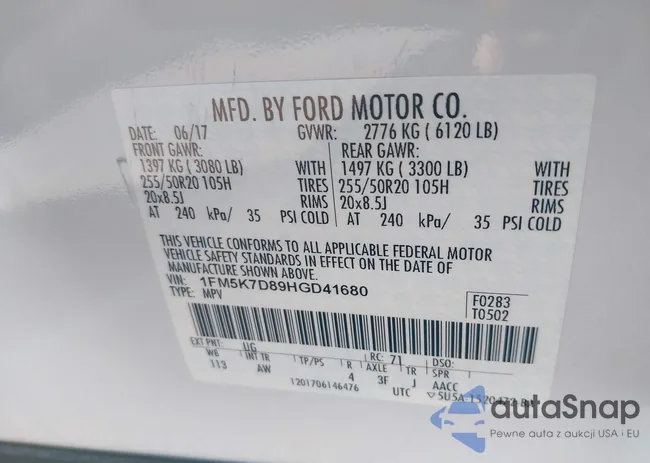 MFD. BY FORD MOTOR CO.
DATE: 06/17 GVWR: 2776 KG ( 6120 LB)
FRONT GAWR: REAR GAWR:
1397 KG ( 3080 LB) WITH 1497 KG ( 3300 LB) WITH
255/50R20 105H TIRES 255/50R20 105H TIRES
20x8.5J RIMS 20x8.5J RIMS
AT 240 kPa/ 35 PSI COLD AT 240 kPa/ 35 PSI COLD
THIS VEHICLE CONFORMS TO ALL APPLICABLE FEDERAL MOTOR
VEHICLE SAFETY STANDARDS IN EFFECT ON THE DATE OF
MANUFACTURE SHOWN ABOVE.
VIN: 1FM5K7D89HGD41680
TYPE: MPV
F0283
T0502
EXT PNT: UG RC: 71 DSO:
WB INT TR TP/PS R AXLE TR SPR
113 AW 4 3F J AACC
1201706146476 UTC
autaSnap
Pewne auta z aukcji USA i EU